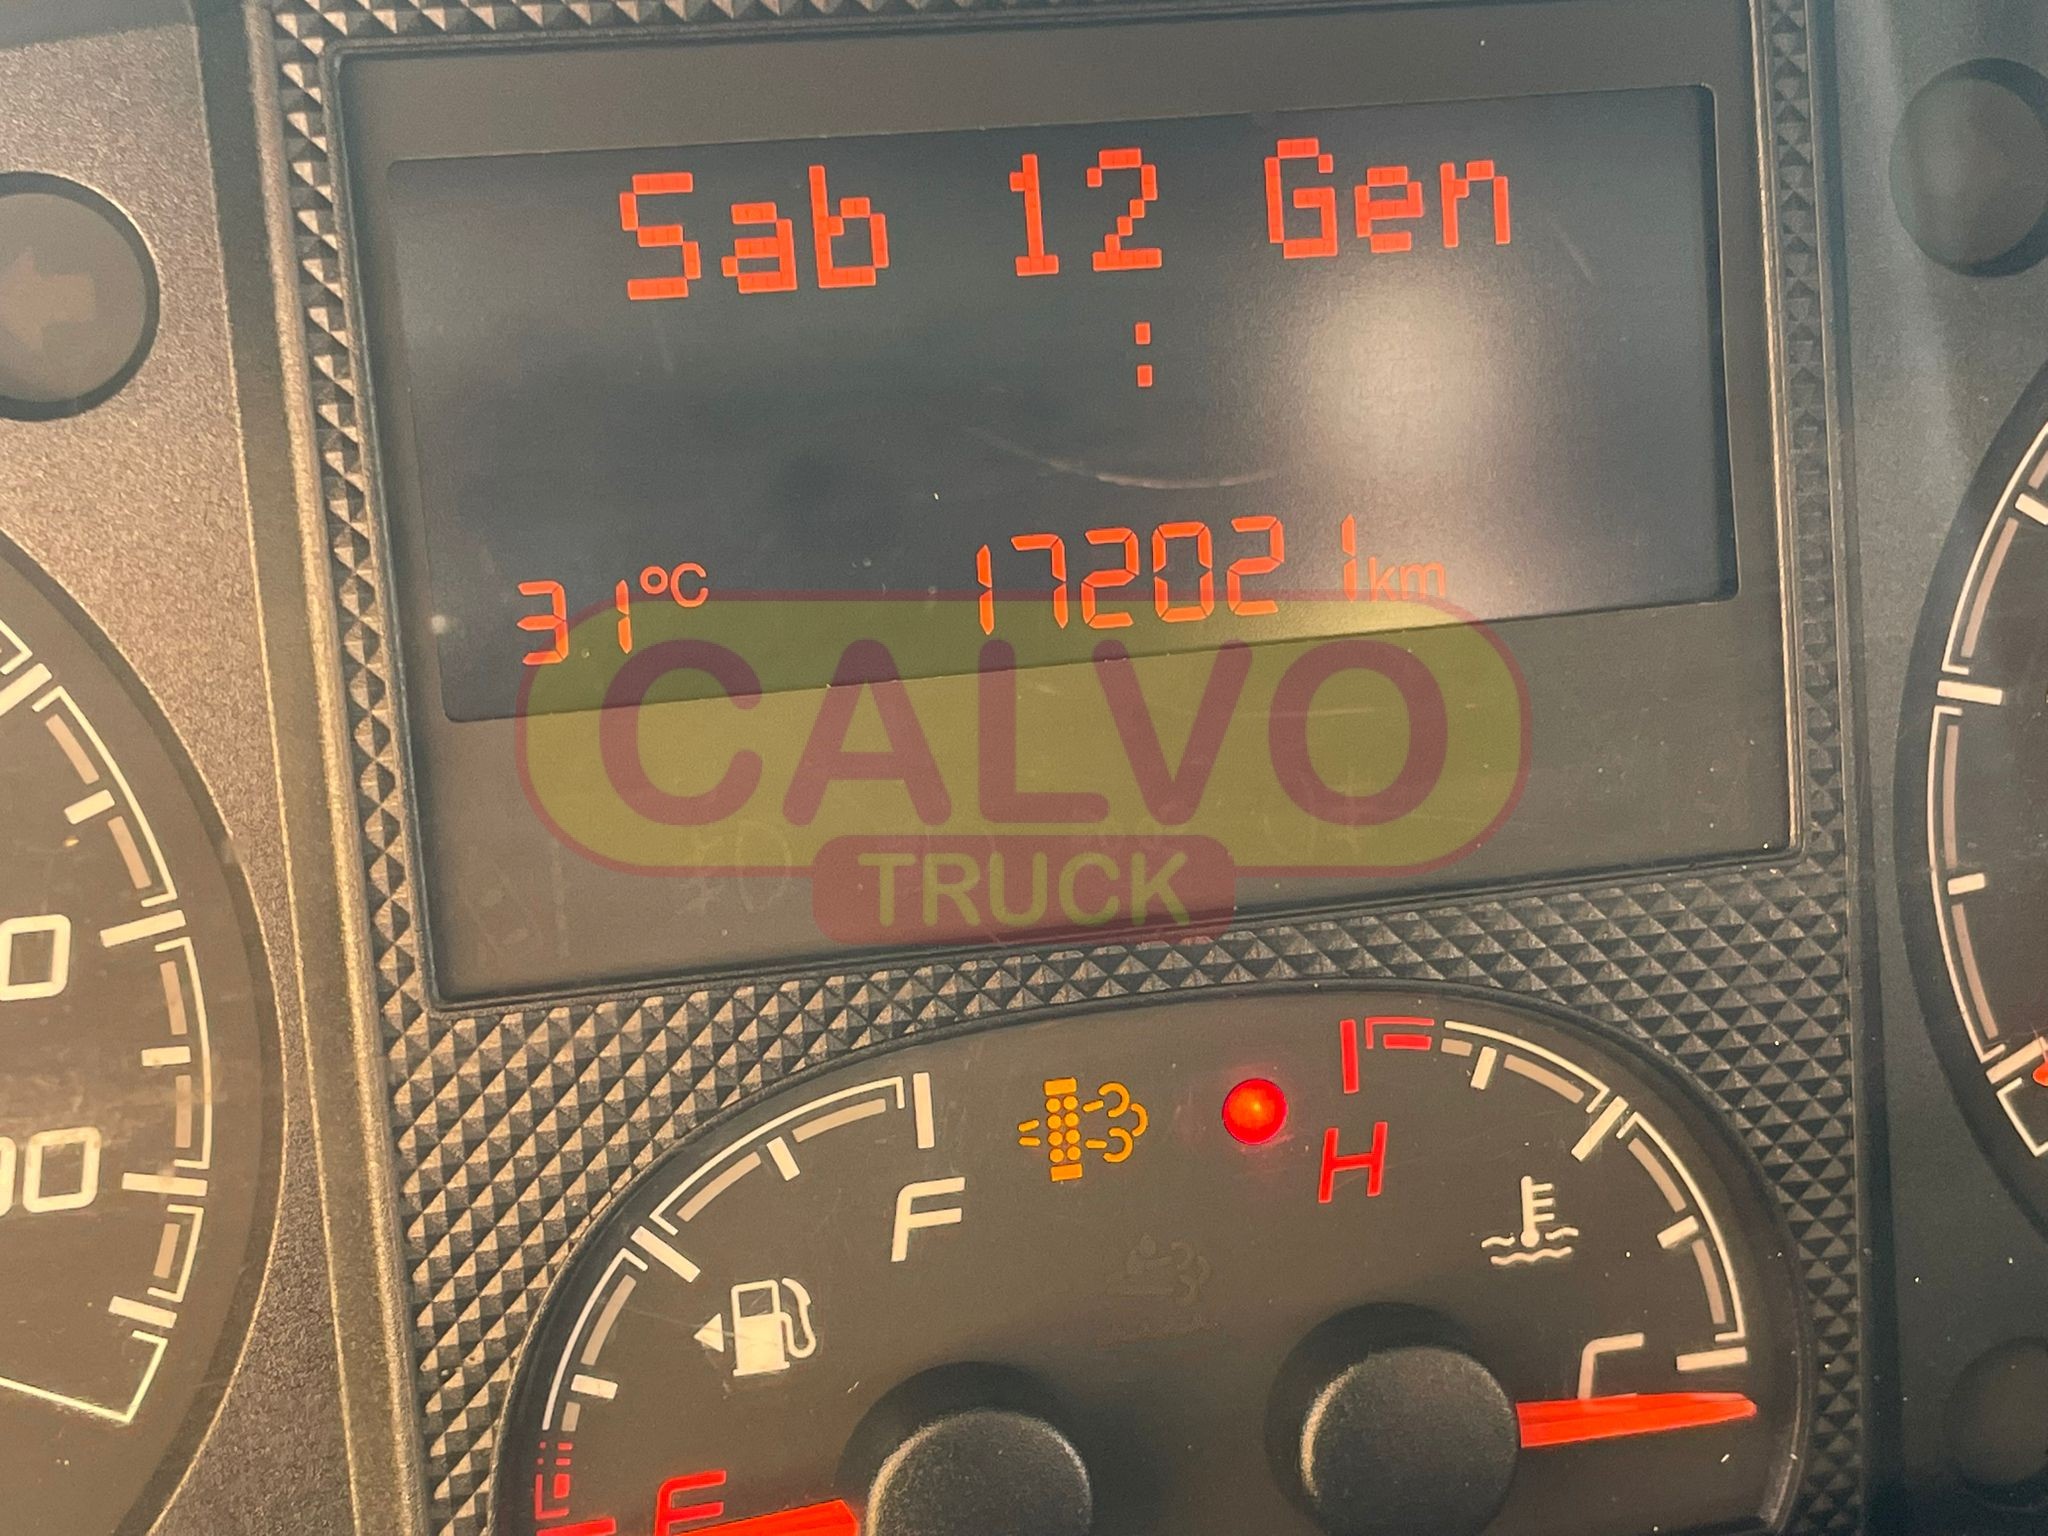 Sab 12 Gen
:
31°C 172021km
CALVO
TRUCK
F H
C
E